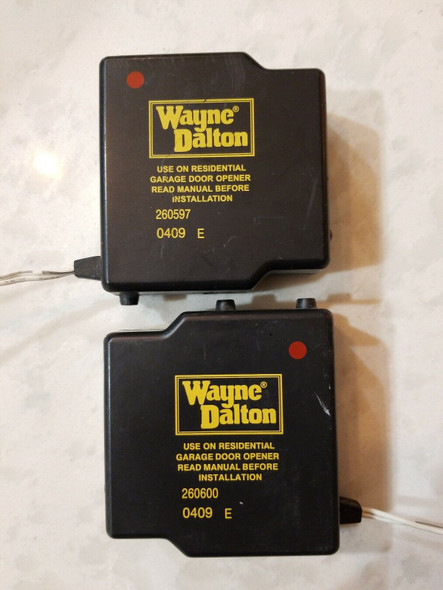 Wayne®
Dalton
USE ON RESIDENTIAL
GARAGE DOOR OPENER
READ MANUAL BEFORE
INSTALLATION
260597
0409 E
Wayne®
Dalton
USE ON RESIDENTIAL
GARAGE DOOR OPENER
READ MANUAL BEFORE
INSTALLATION
260600
0409 E